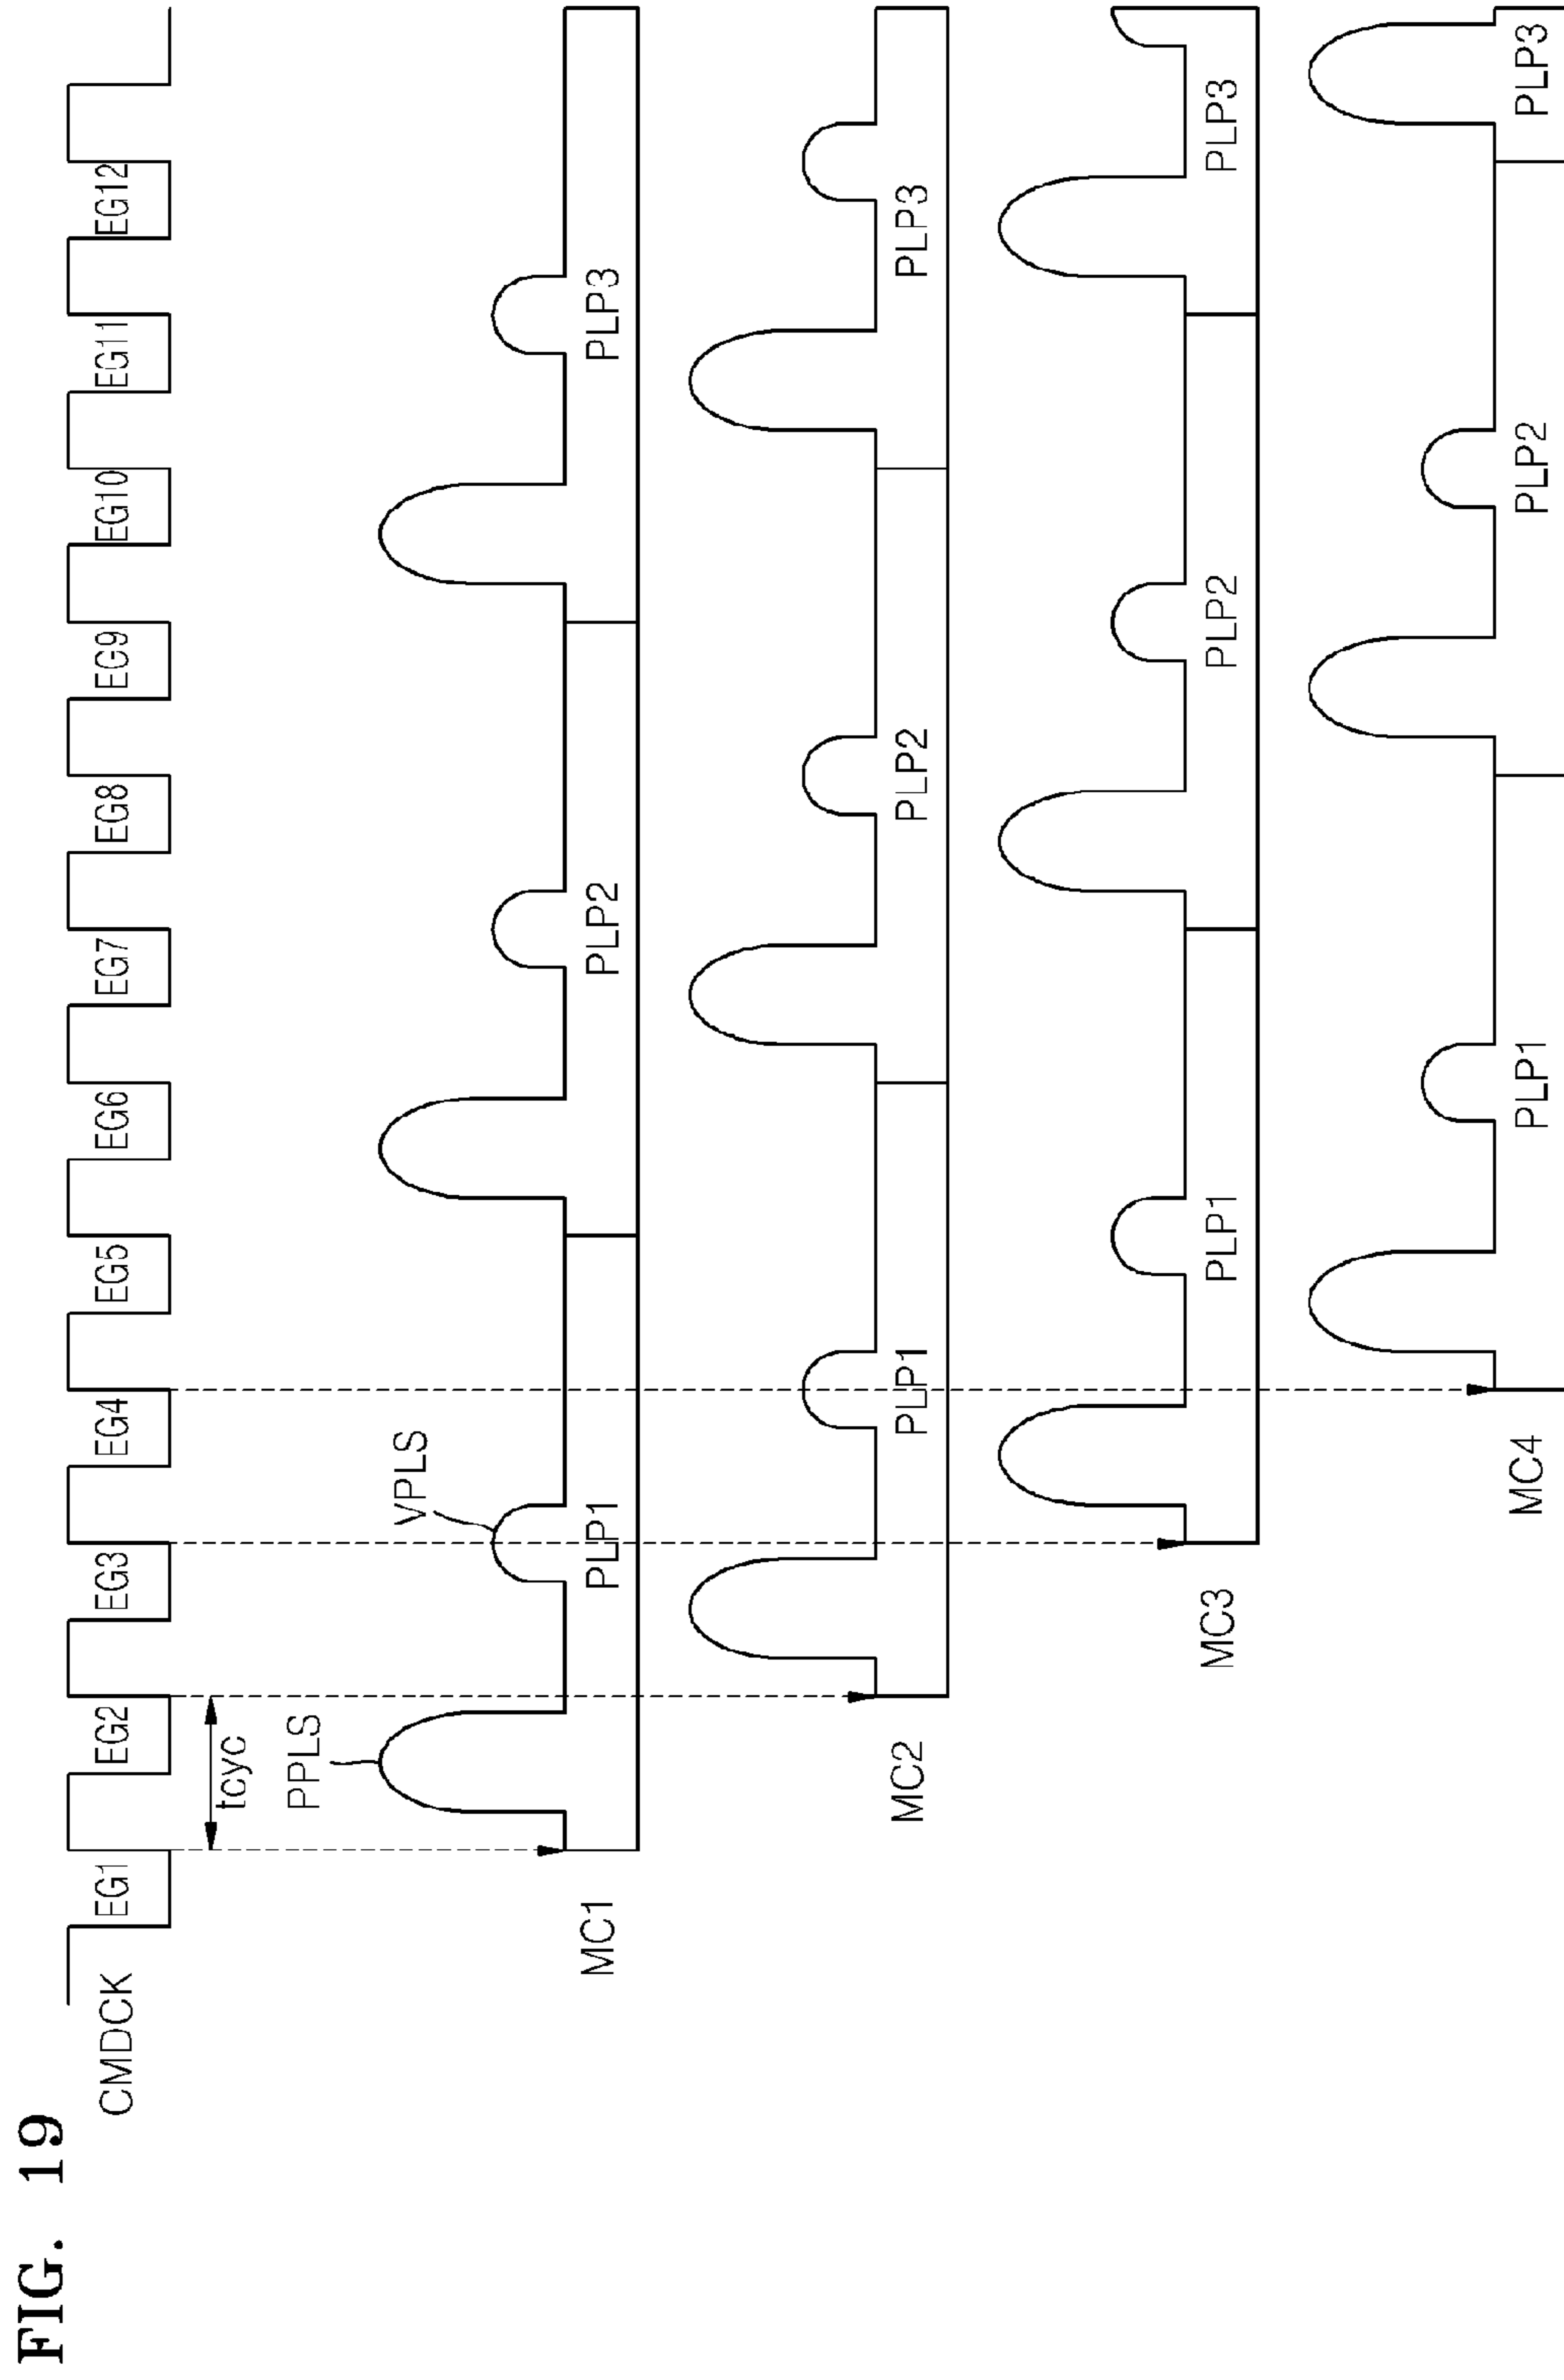 FIG. 19
CMDCK
EG1 EG2 EG3 EG4 EG5 EG6 EG7 EG8 EG9 EG10 EG11 EG12
tcyc
PPLS
VPLS
MC1
PLP1 PLP2 PLP3
MC2
PLP1 PLP2 PLP3
MC3
PLP1 PLP2 PLP3
MC4
PLP1 PLP2 PLP3